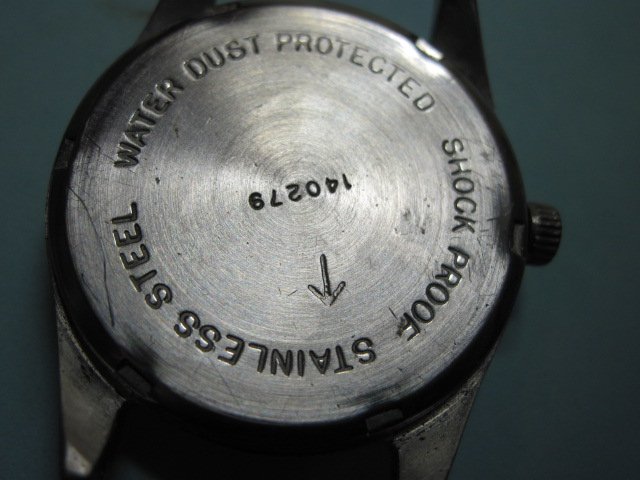 WATER DUST PROTECTED SHOCK PROOF STAINLESS STEEL
140279